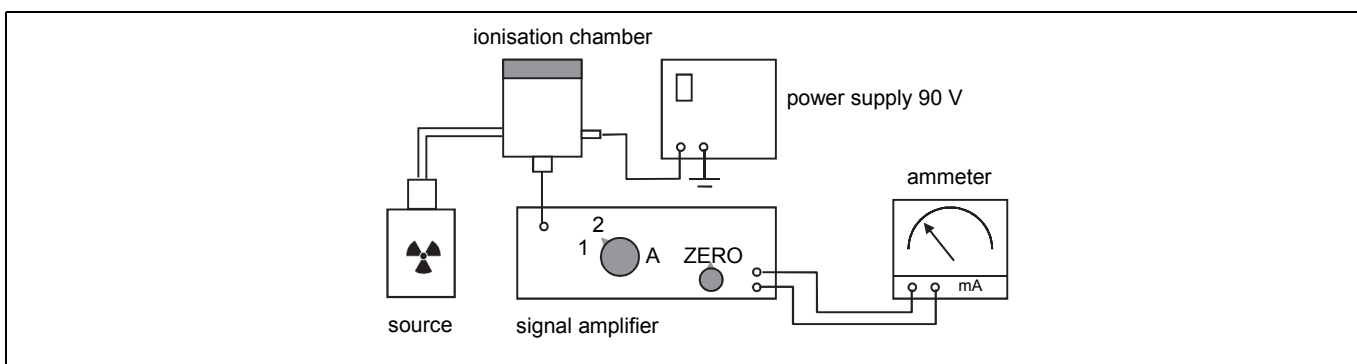 ionisation chamber
power supply 90 V
ammeter
2
1
A
ZERO
mA
source
signal amplifier